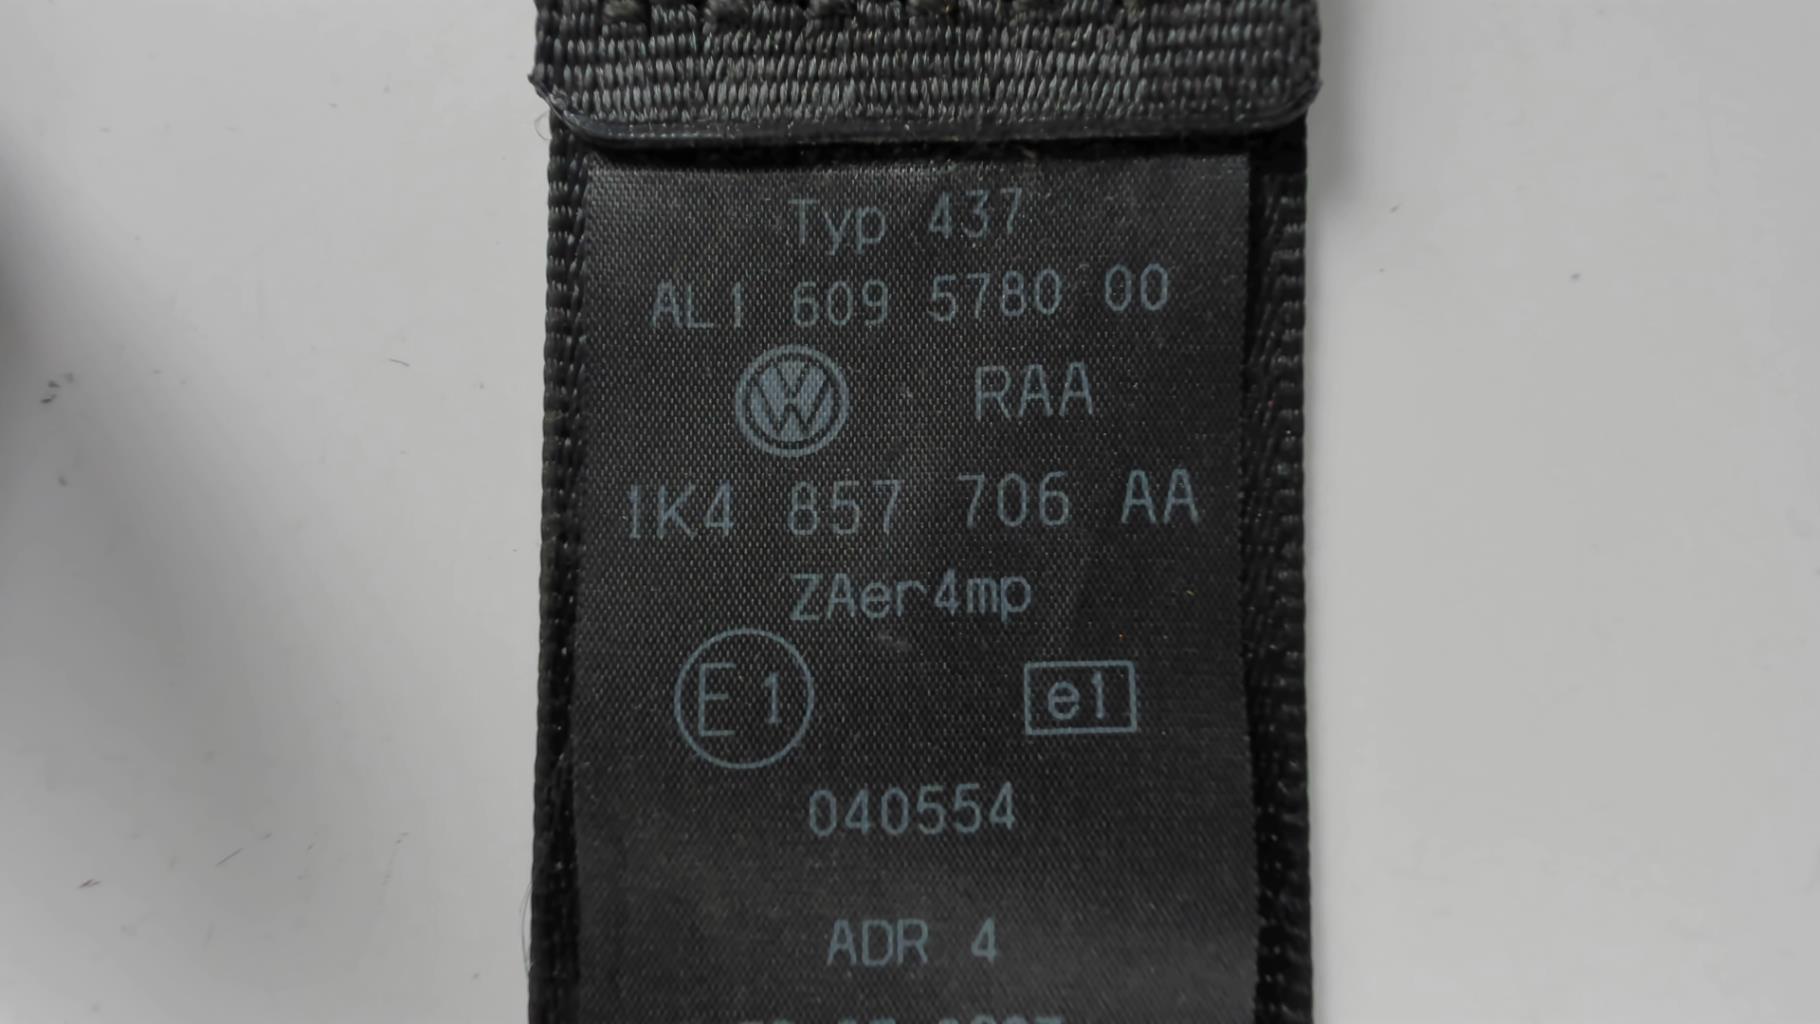 Typ 437
AL1 609 5780 00
RAA
1K4 857 706 AA
ZAer4mp
E1 e1
040554
ADR 4